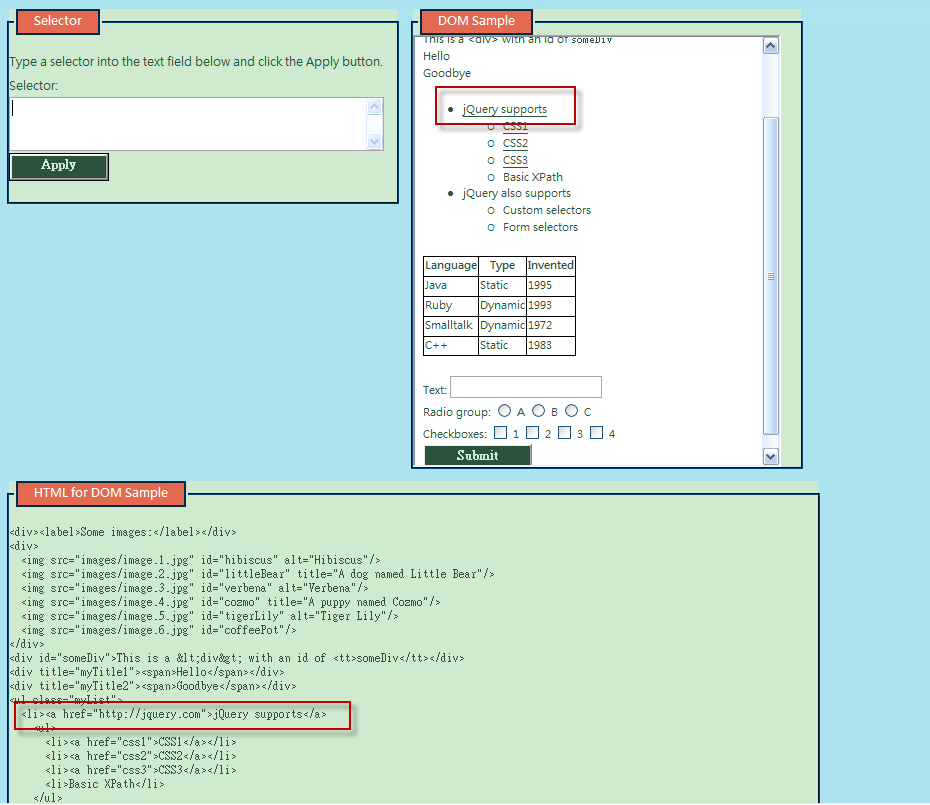 Selector
Type a selector into the text field below and click the Apply button.
Selector:
Apply
DOM Sample
This is a <div> with an id of someDiv
Hello
Goodbye
jQuery supports
CSS1
CSS2
CSS3
Basic XPath
jQuery also supports
Custom selectors
Form selectors
Language Type Invented
Java Static 1995
Ruby Dynamic 1993
Smalltalk Dynamic 1972
C++ Static 1983
Text:
Radio group: A B C
Checkboxes: 1 2 3 4
Submit
HTML for DOM Sample
<div><label>Some images:</label></div>
<div>
<img src="images/image.1.jpg" id="hibiscus" alt="Hibiscus"/>
<img src="images/image.2.jpg" id="littleBear" title="A dog named Little Bear"/>
<img src="images/image.3.jpg" id="verbena" alt="Verbena"/>
<img src="images/image.4.jpg" id="cozmo" title="A puppy named Cozmo"/>
<img src="images/image.5.jpg" id="tigerLily" alt="Tiger Lily"/>
<img src="images/image.6.jpg" id="coffeePot"/>
</div>
<div id="someDiv">This is a &lt;div&gt; with an id of <tt>someDiv</tt></div>
<div title="myTitle1"><span>Hello</span></div>
<div title="myTitle2"><span>Goodbye</span></div>
<ul class="myList">
<li><a href="http://jquery.com">jQuery supports</a>
<ul>
<li><a href="css1">CSS1</a></li>
<li><a href="css2">CSS2</a></li>
<li><a href="css3">CSS3</a></li>
<li>Basic XPath</li>
</ul>